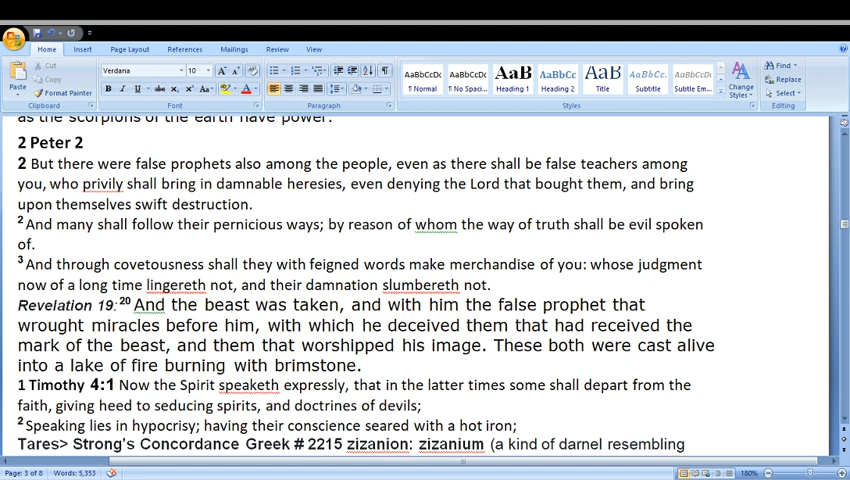 Home Insert Page Layout References Mailings Review View
Cut
Copy
Format Painter
Paste
Clipboard
Verdana 10
Font
Paragraph
AaBbCcDc AaBbCcDc AaB AaBbCc AaB AaBbCc. AaBbCcDc
¶ Normal ¶ No Spaci... Heading 1 Heading 2 Title Subtitle Subtle Em...
Change Styles
Styles
Find
Replace
Select
Editing
as the scorpions of the earth have power.
2 Peter 2
2 But there were false prophets also among the people, even as there shall be false teachers among
you, who privily shall bring in damnable heresies, even denying the Lord that bought them, and bring
upon themselves swift destruction.
2 And many shall follow their pernicious ways; by reason of whom the way of truth shall be evil spoken
of.
3 And through covetousness shall they with feigned words make merchandise of you: whose judgment
now of a long time lingereth not, and their damnation slumbereth not.
Revelation 19:20 And the beast was taken, and with him the false prophet that
wrought miracles before him, with which he deceived them that had received the
mark of the beast, and them that worshipped his image. These both were cast alive
into a lake of fire burning with brimstone.
1 Timothy 4:1 Now the Spirit speaketh expressly, that in the latter times some shall depart from the
faith, giving heed to seducing spirits, and doctrines of devils;
2 Speaking lies in hypocrisy; having their conscience seared with a hot iron;
Tares> Strong's Concordance Greek # 2215 zizanion: zizanium (a kind of darnel resembling
Page: 3 of 8 Words: 5,353 180%